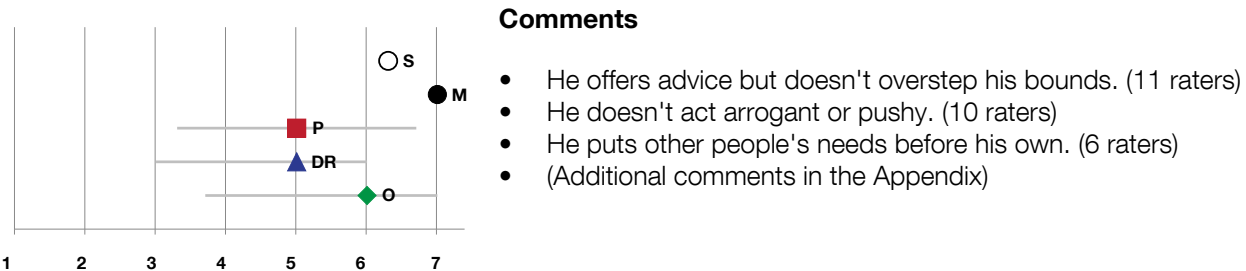 Comments
S
• He offers advice but doesn't overstep his bounds. (11 raters)
M
• He doesn't act arrogant or pushy. (10 raters)
P
• He puts other people's needs before his own. (6 raters)
DR
• (Additional comments in the Appendix)
O
1 2 3 4 5 6 7